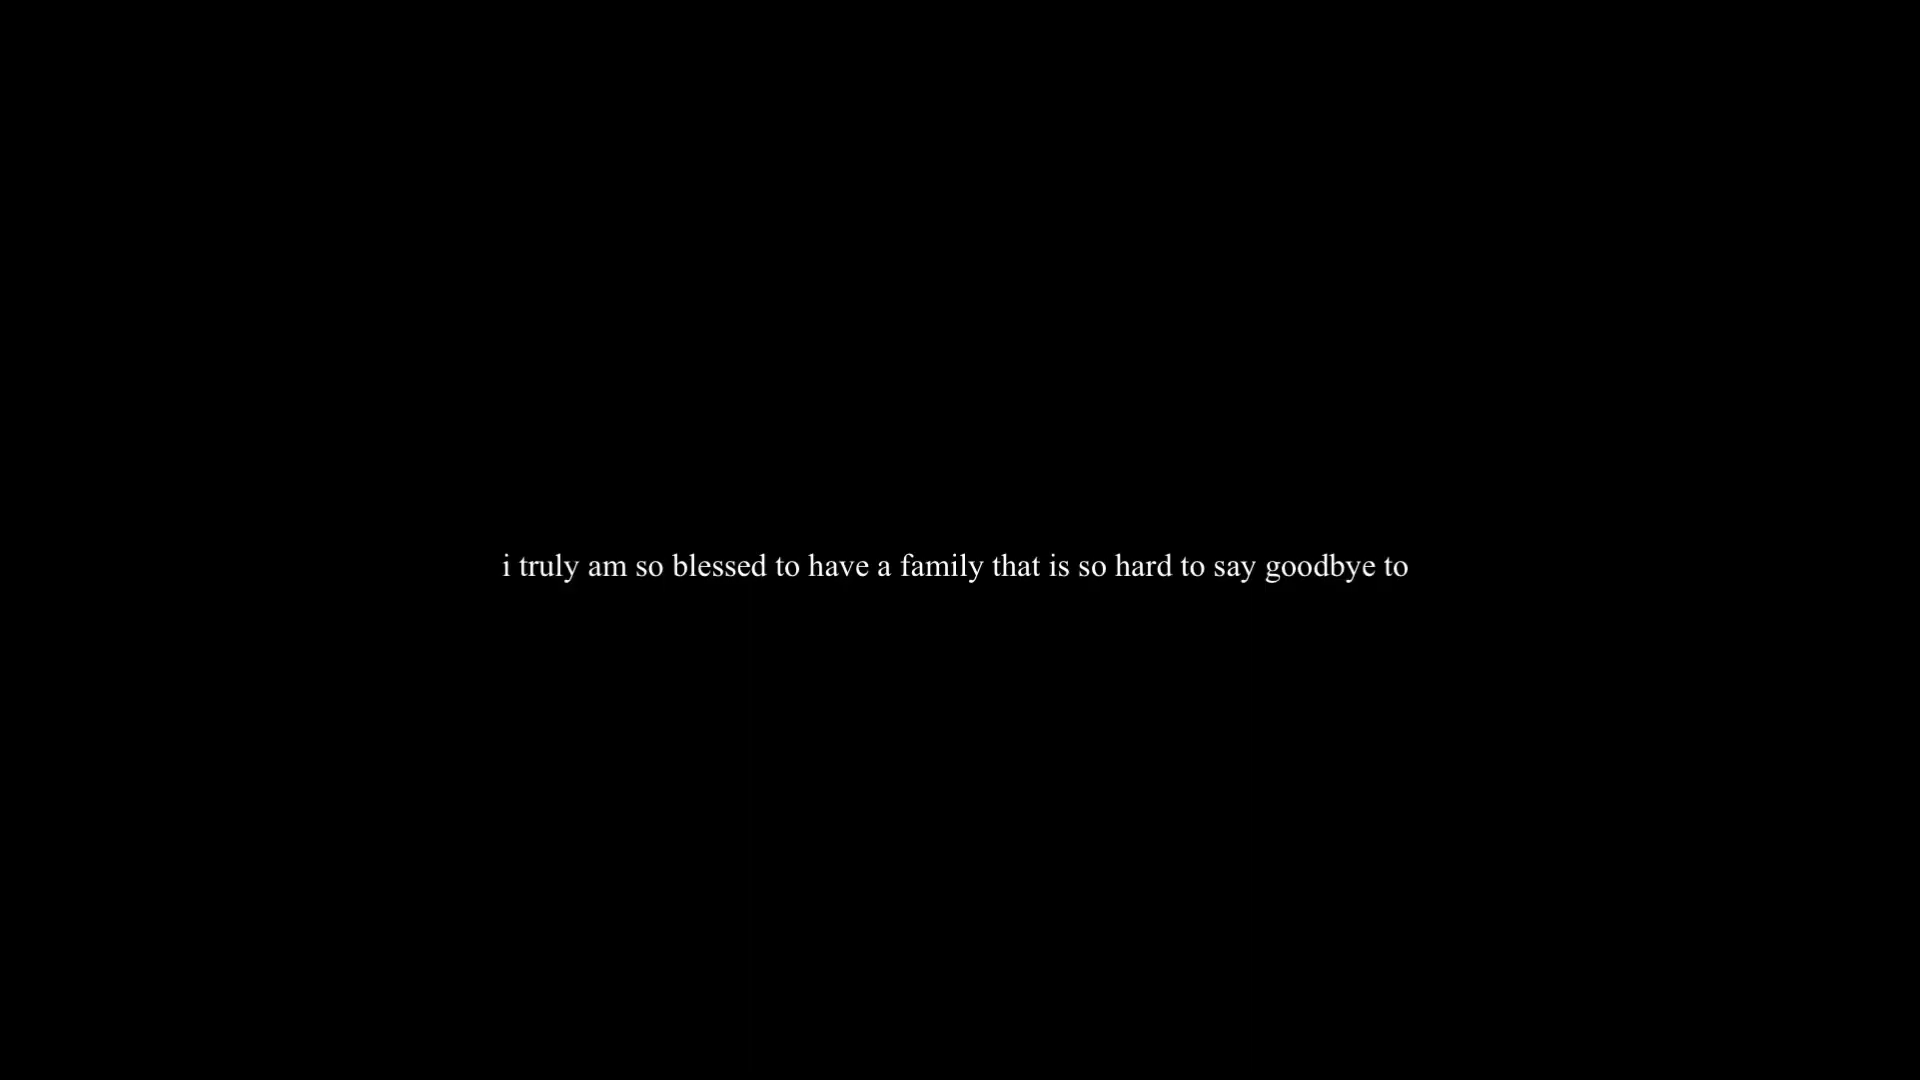 i truly am so blessed to have a family that is so hard to say goodbye to